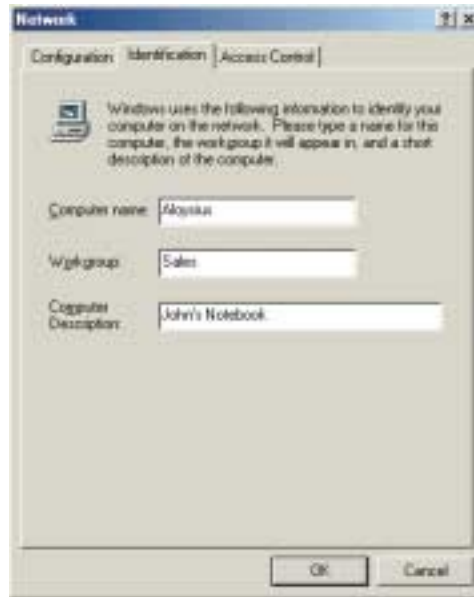 Network
Configuration Identification Access Control
Windows uses the following information to identify your
computer on the network. Please type a name for this
computer, the workgroup it will appear in, and a short
description of the computer.
Computer name: Aloysius
Workgroup: Sales
Computer
Description: John's Notebook
OK Cancel